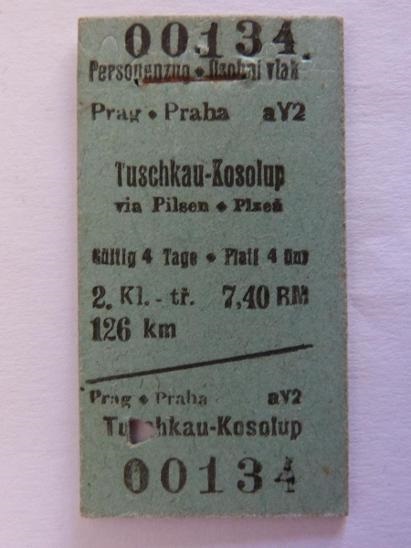 00134
Personenzug • Osobní vlak
Prag • Praha aY2
Tuschkau-Kosolup
via Pilsen • Plzeň
Gültig 4 Tage • Platí 4 dny
2. Kl. - tř. 7,40 RM
126 km
Prag • Praha aY2
Tuschkau-Kosolup
00134